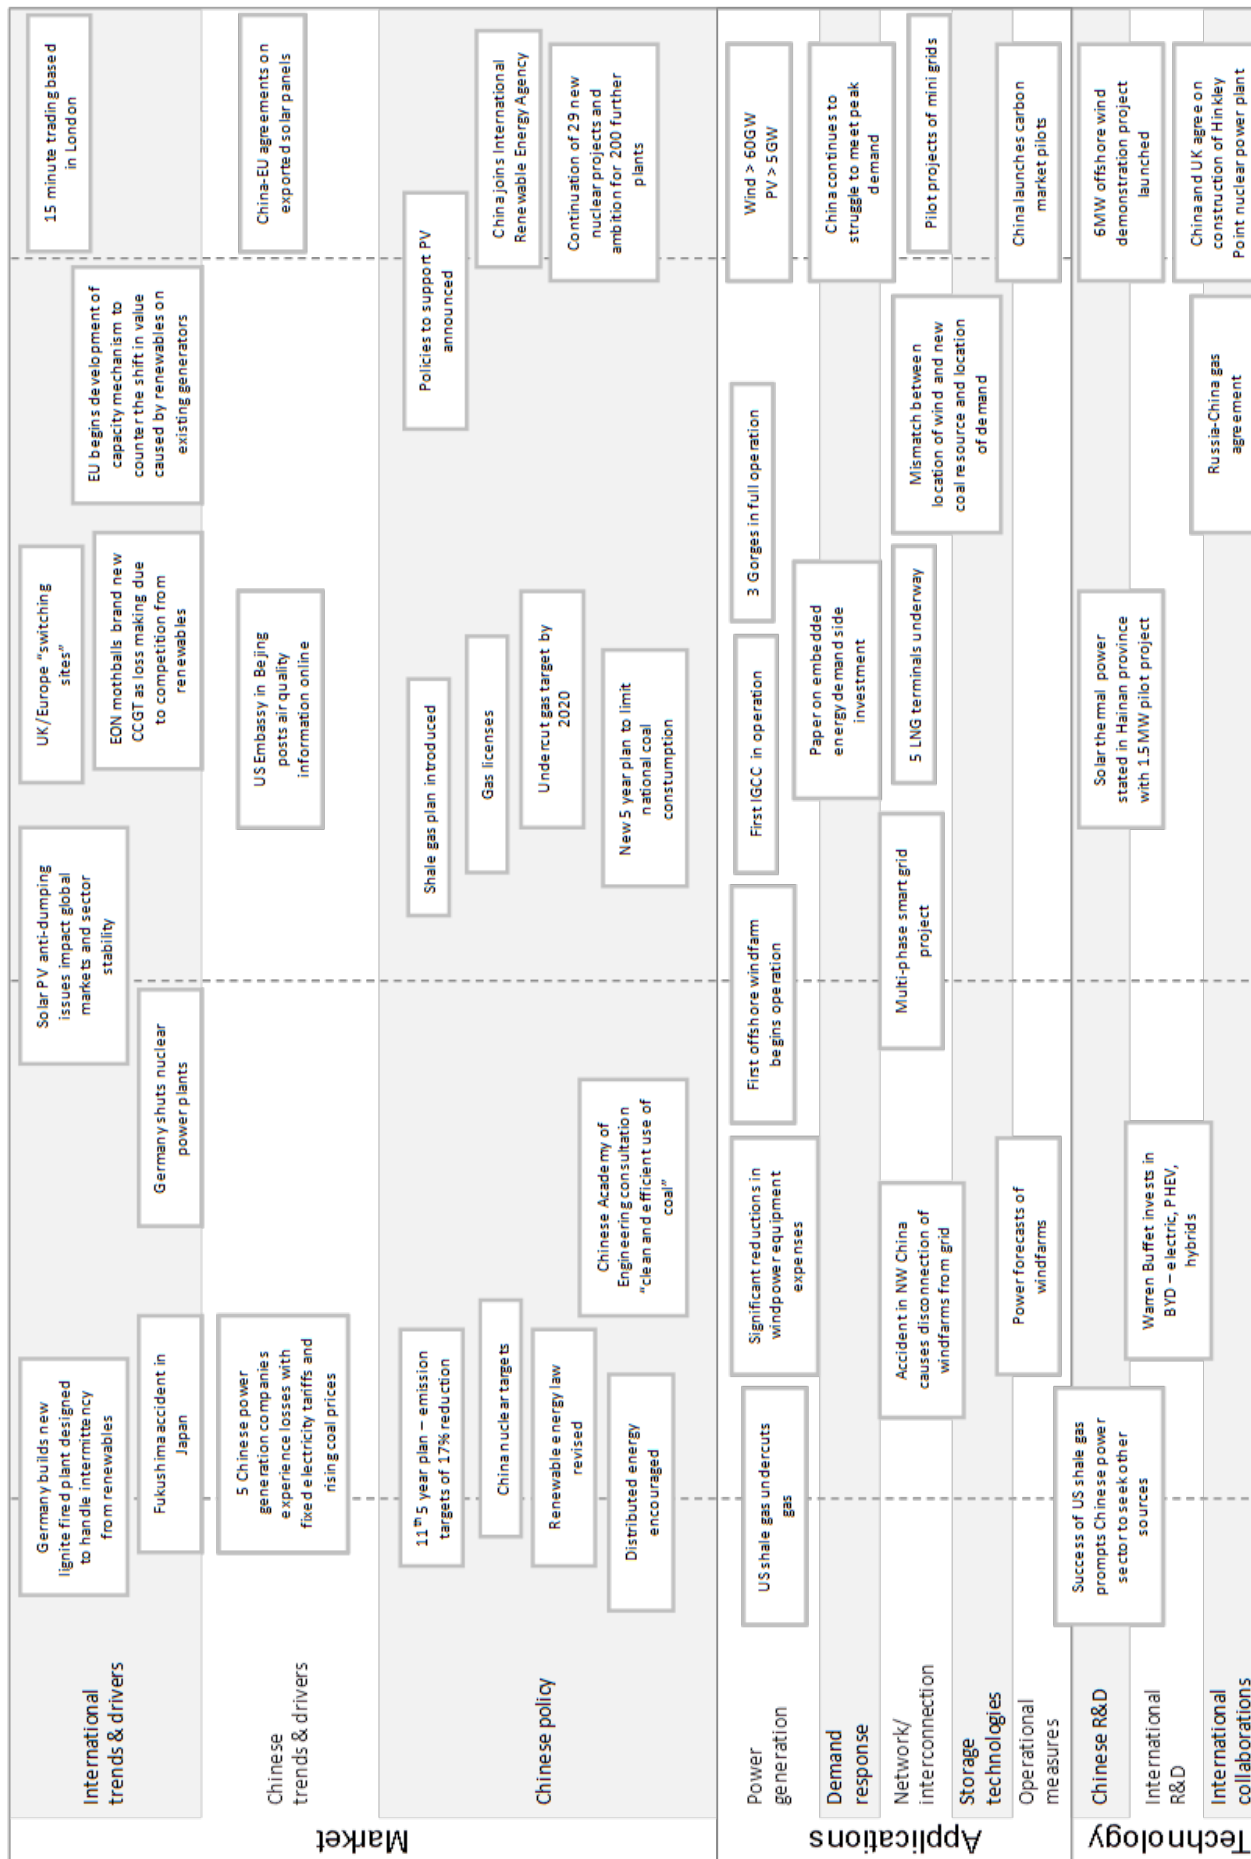 Market
International
trends & drivers
Germany builds new
lignite fired plant designed
to handle intermittency
from renewables
Fukushima accident in
Japan
Germany shuts nuclear
power plants
Solar PV anti-dumping
issues impact global
markets and sector
stability
UK/Europe “switching
sites”
EON mothballs brand new
CCGT as loss making due
to competition from
renewables
EU begins development of
capacity mechanism to
counter the shift in value
caused by renewables on
existing generators
15 minute trading based
in London
Chinese
trends & drivers
5 Chinese power
generation companies
experience losses with
fixed electricity tariffs and
rising coal prices
US Embassy in Bejing
posts air quality
information online
China-EU agreements on
exported solar panels
Chinese policy
11th 5 year plan – emission
targets of 17% reduction
China nuclear targets
Renewable energy law
revised
Distributed energy
encouraged
Chinese Academy of
Engineering consultation
“clean and efficient use of
coal”
Shale gas plan introduced
Gas licenses
Undercut gas target by
2020
New 5 year plan to limit
national coal
constumption
Policies to support PV
announced
China joins International
Renewable Energy Agency
Continuation of 29 new
nuclear projects and
ambition for 200 further
plants
Applications
Power
generation
US shale gas undercuts
gas
Significant reductions in
windpower equipment
expenses
First offshore windfarm
begins operation
First IGCC in operation
3 Gorges in full operation
Wind > 60GW
PV > 5GW
Demand
response
Paper on embedded
energy demand side
investment
China continues to
struggle to meet peak
demand
Network/
interconnection
Accident in NW China
causes disconnection of
windfarms from grid
Multi-phase smart grid
project
5 LNG terminals underway
Mismatch between
location of wind and new
coal resource and location
of demand
Pilot projects of mini grids
Storage
technologies
Operational
measures
Power forecasts of
windfarms
China launches carbon
market pilots
Technology
Chinese R&D
Success of US shale gas
prompts Chinese power
sector to seek other
sources
Solar thermal power
stated in Hainan province
with 1.5 MW pilot project
6MW offshore wind
demonstration project
launched
International
R&D
Warren Buffet invests in
BYD – electric, PHEV,
hybrids
International
collaborations
Russia-China gas
agreement
China and UK agree on
construction of Hinkley
Point nuclear power plant